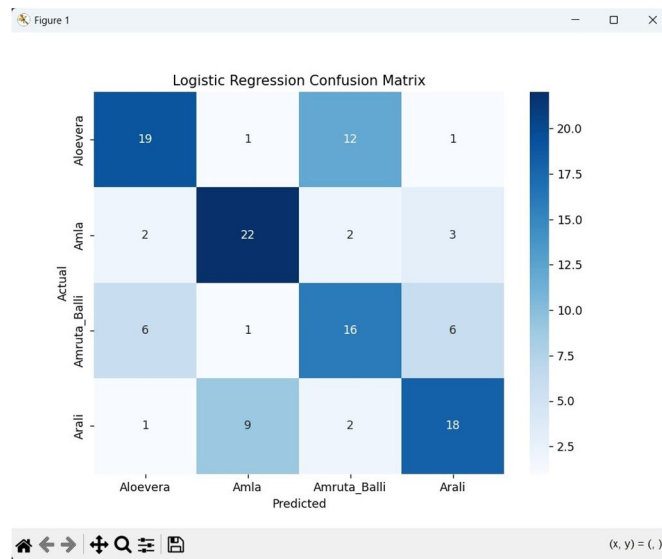 Figure 1
Logistic Regression Confusion Matrix
Aloevera
19 1 12 1
Amla
2 22 2 3
Amruta_Balli
6 1 16 6
Arali
1 9 2 18
Actual
Aloevera Amla Amruta_Balli Arali
Predicted
20.0
17.5
15.0
12.5
10.0
7.5
5.0
2.5
(x, y) = (, )